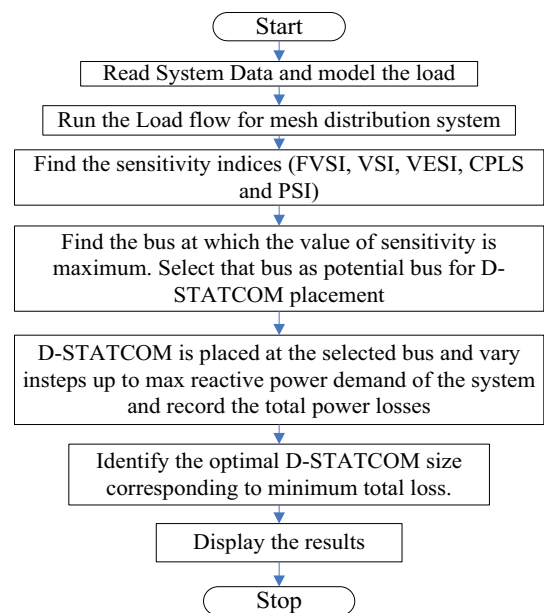 Start
Read System Data and model the load
Run the Load flow for mesh distribution system
Find the sensitivity indices (FVSI, VSI, VESI, CPLS
and PSI)
Find the bus at which the value of sensitivity is
maximum. Select that bus as potential bus for D-
STATCOM placement
D-STATCOM is placed at the selected bus and vary
insteps up to max reactive power demand of the system
and record the total power losses
Identify the optimal D-STATCOM size
corresponding to minimum total loss.
Display the results
Stop